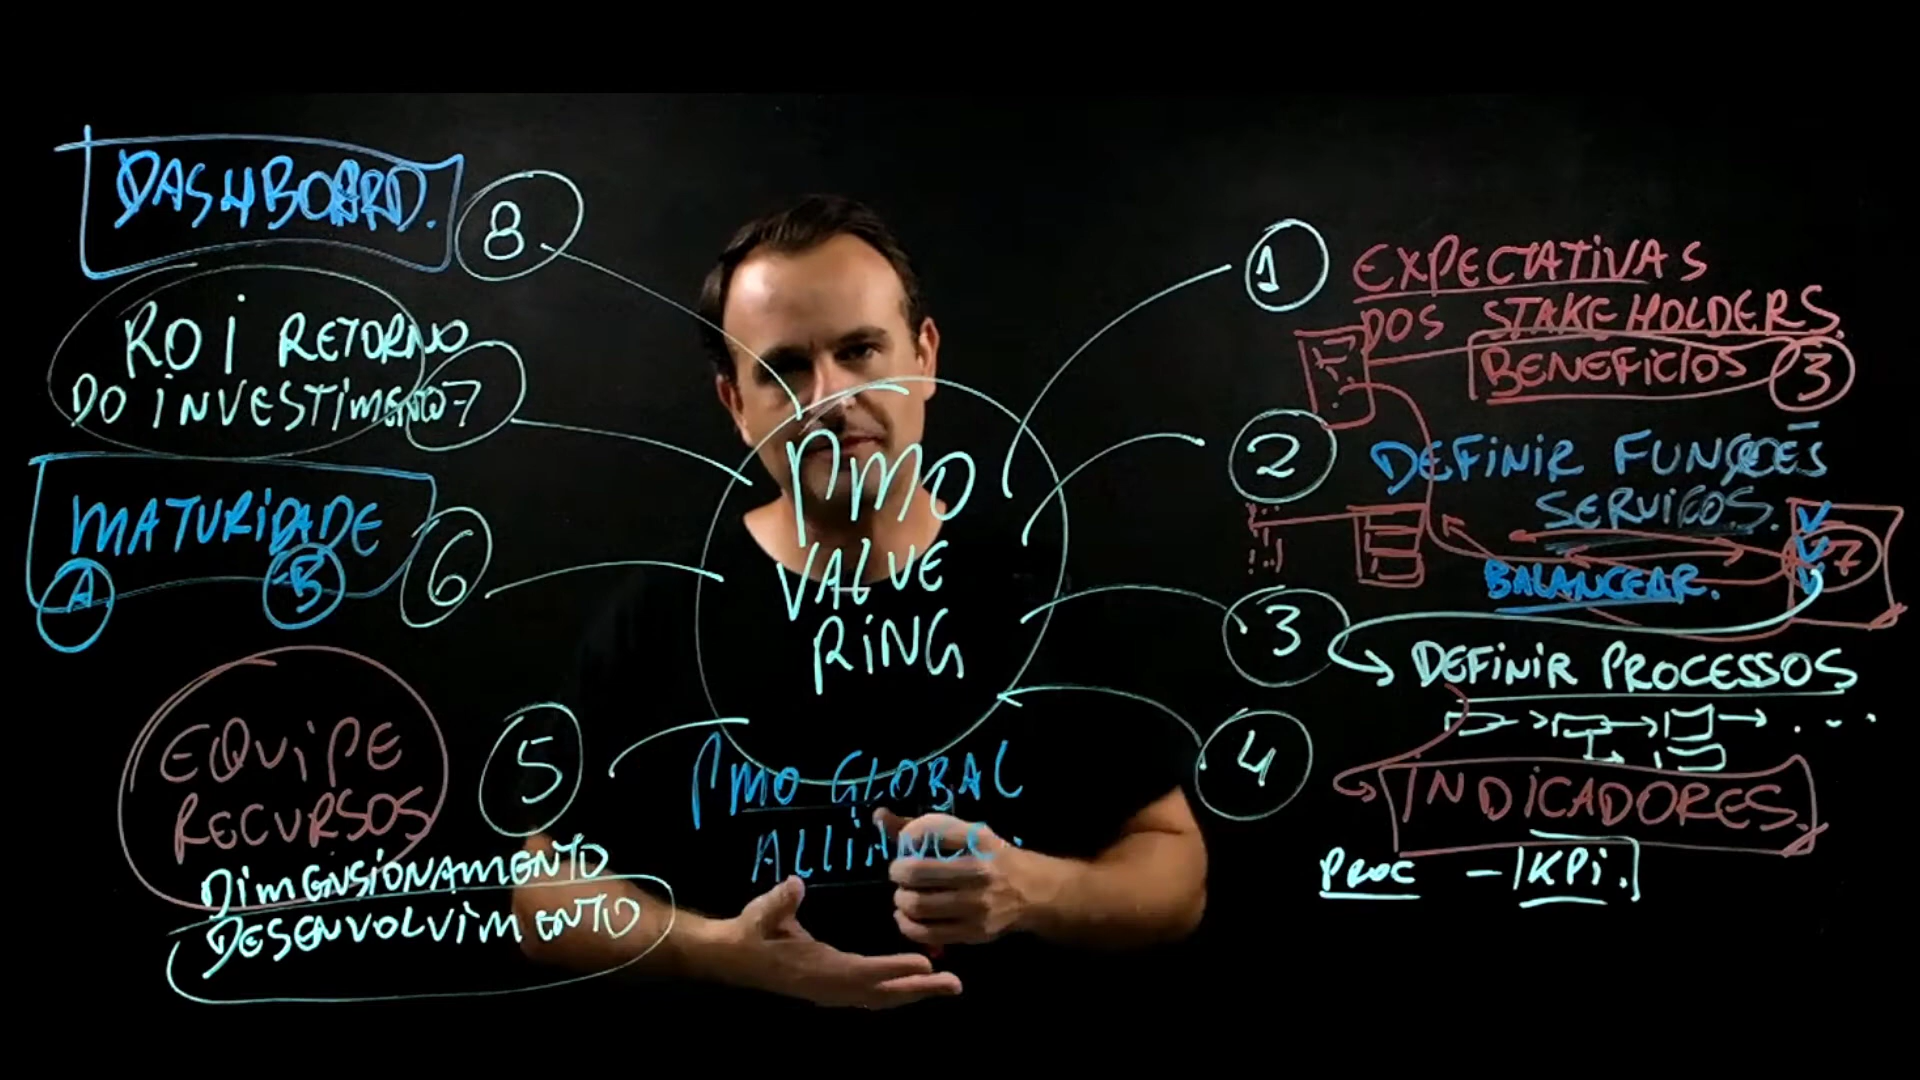 PMO
VALUE
RING
PMO GLOBAL
ALLIANCE.
1
EXPECTATIVAS
DOS STAKEHOLDERS.
BENEFICIOS 3
2
DEFINIR FUNÇÕES
SERVIÇOS.
BALANCEAR.
3
DEFINIR PROCESSOS
4
INDICADORES.
PROC - KPI.
5
EQUIPE
RECURSOS
DIMENSIONAMENTO
DESENVOLVIMENTO
6
MATURIDADE
A B
7
ROI RETORNO
DO INVESTIMENTO
8
DASHBOARD.